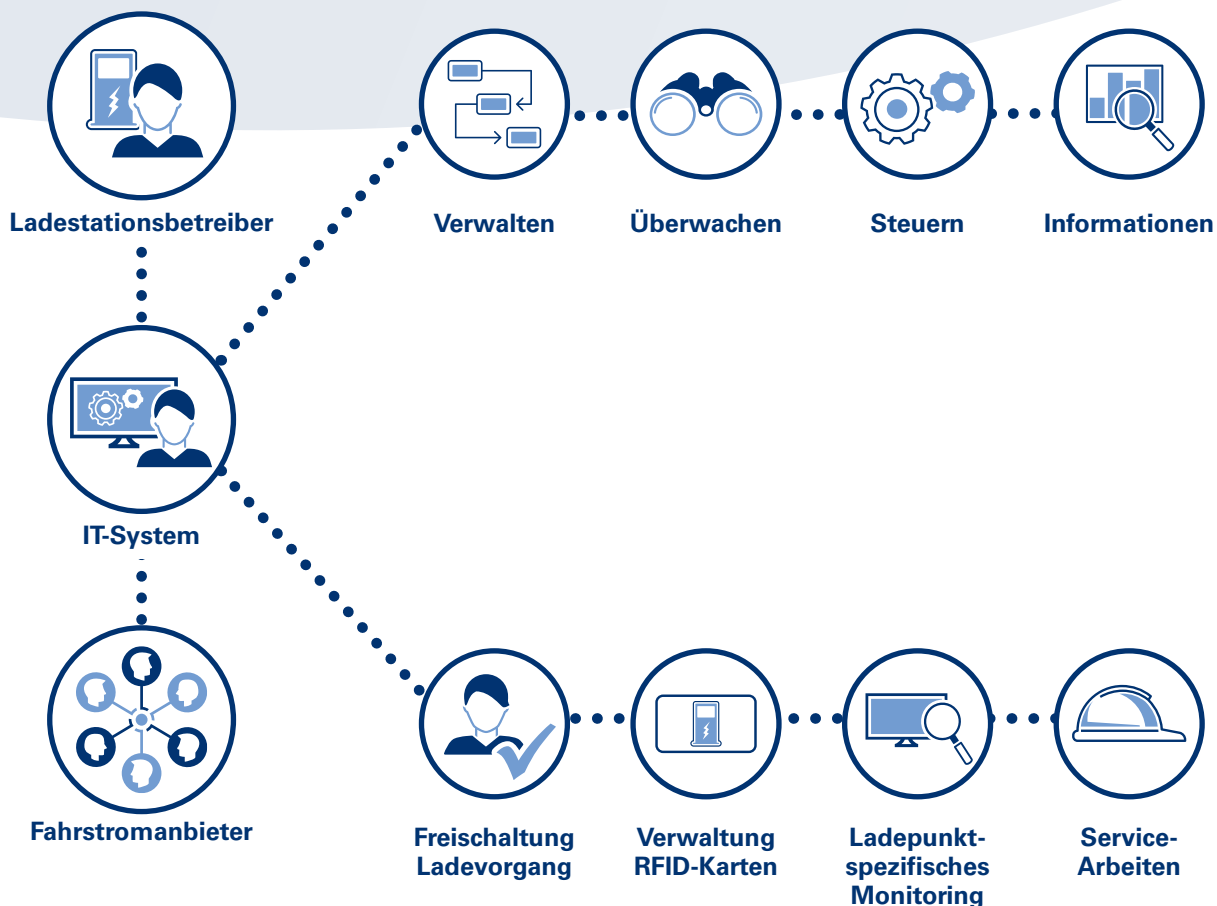 Ladestationsbetreiber
Verwalten
Überwachen
Steuern
Informationen
IT-System
Fahrstromanbieter
Freischaltung
Ladevorgang
Verwaltung
RFID-Karten
Ladepunkt-
spezifisches
Monitoring
Service-
Arbeiten